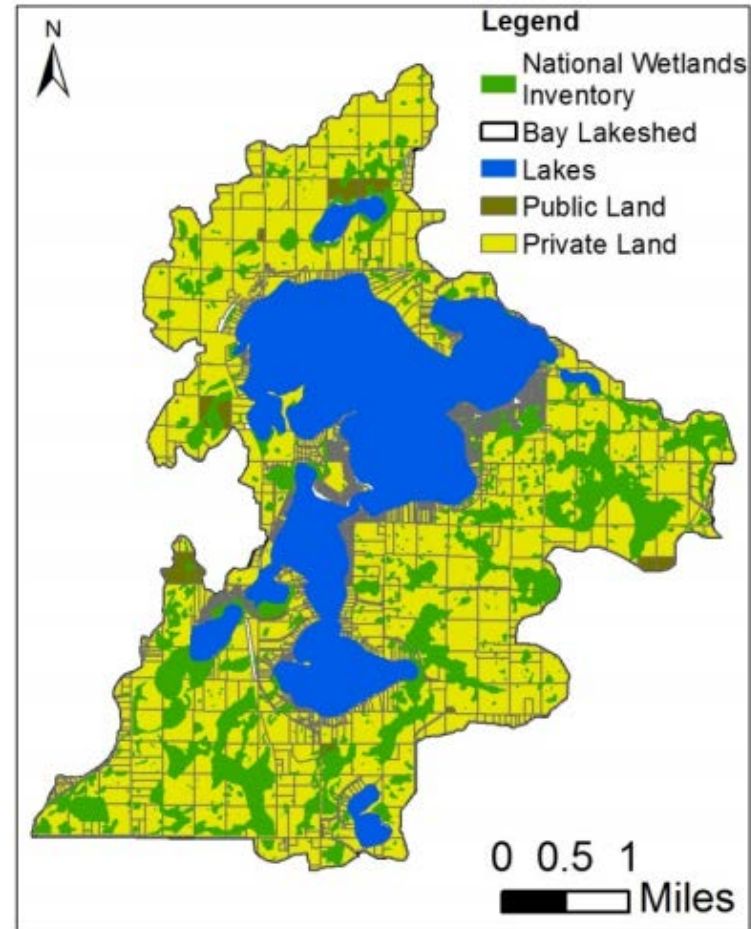 N
Legend
National Wetlands
Inventory
Bay Lakeshed
Lakes
Public Land
Private Land
0 0.5 1
Miles